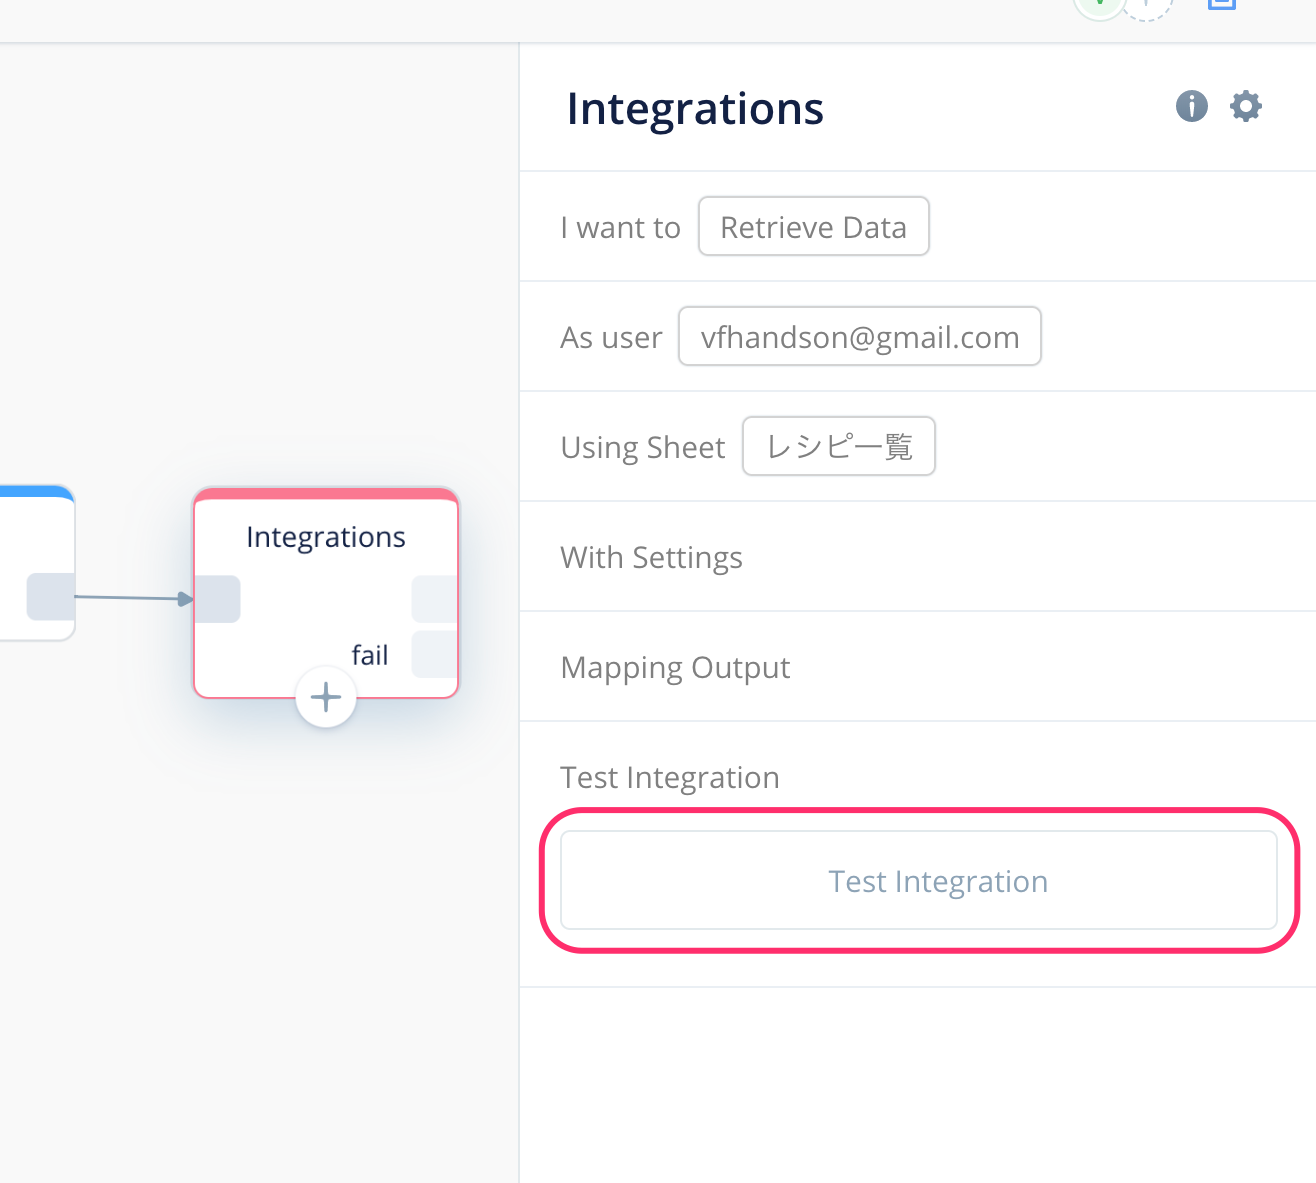 Integrations
I want to Retrieve Data
As user vfhandson@gmail.com
Using Sheet レシピ一覧
With Settings
Mapping Output
Test Integration
Test Integration
Integrations
fail